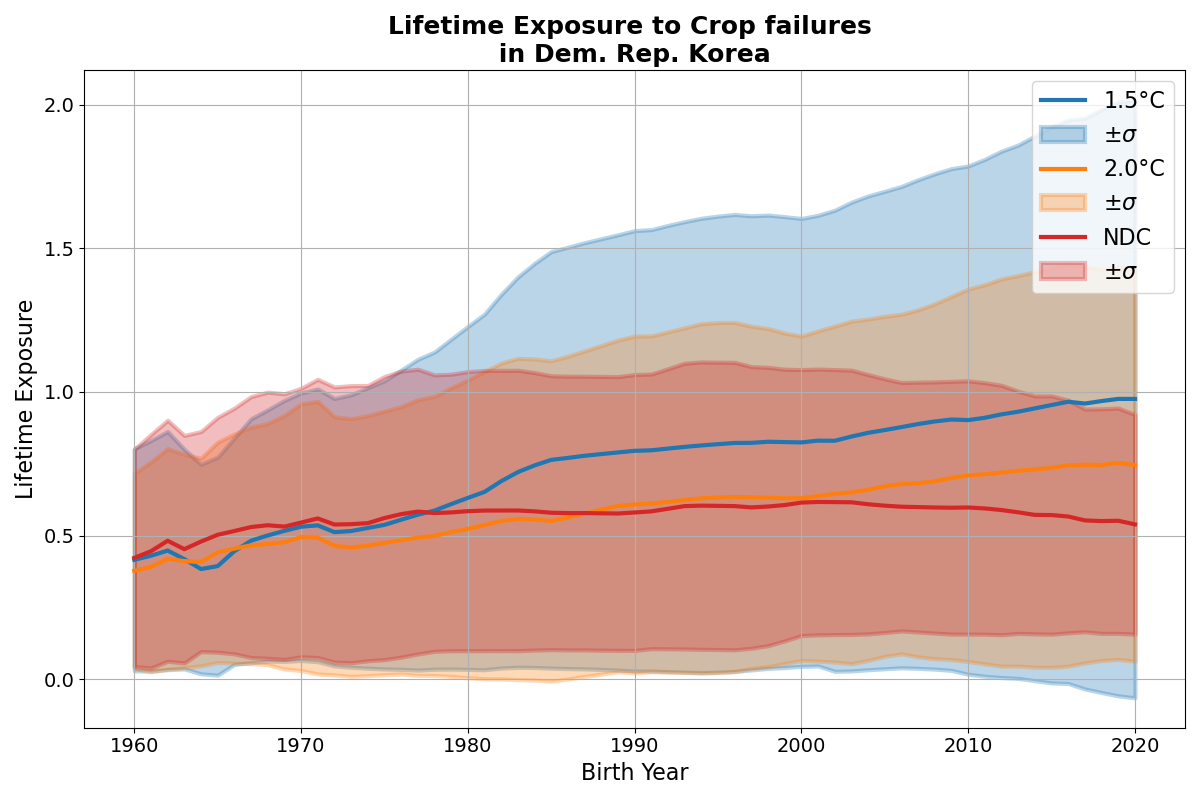 Lifetime Exposure to Crop failures
in Dem. Rep. Korea
2.0
1.5
1.0
0.5
0.0
Lifetime Exposure
1.5°C
±σ
2.0°C
±σ
NDC
±σ
1960 1970 1980 1990 2000 2010 2020
Birth Year